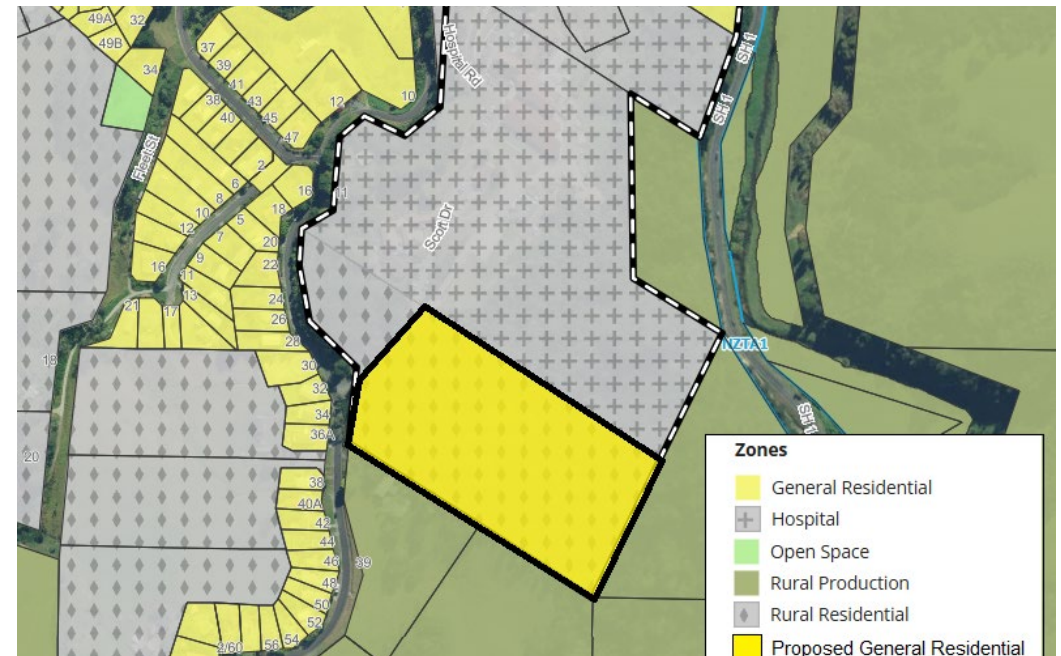 49A
32
49B
34
37
39
41
38
43
40
45
47
12
10
Hospital Rd
SH 1
SH 1
Fleet St
2
6
8
10
12
5
7
9
11
13
16
21
17
16
18
11
20
22
24
26
28
30
32
34
36A
Scott Dr
NZTA1
SH 1
18
20
38
40A
42
44
46
39
48
50
52
54
56
2/60
Zones
General Residential
Hospital
Open Space
Rural Production
Rural Residential
Proposed General Residential